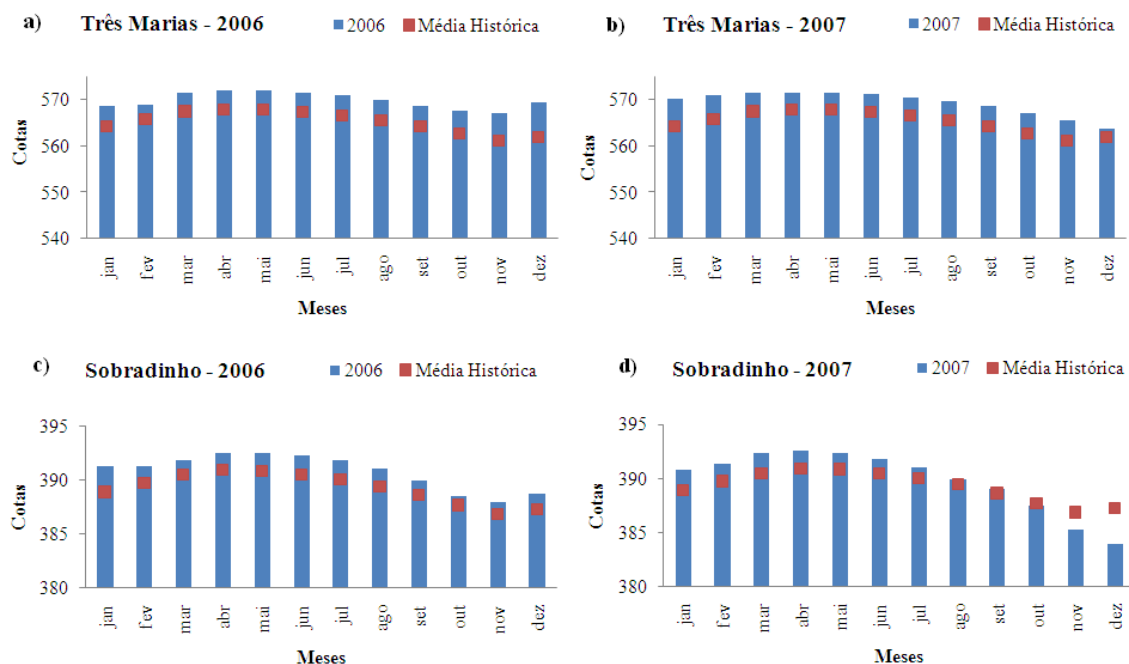 a) Três Marias - 2006 2006 Média Histórica
570
560
550
540
Cotas
jan fev mar abr mai jun jul ago set out nov dez
Meses
b) Três Marias - 2007 2007 Média Histórica
570
560
550
540
Cotas
jan fev mar abr mai jun jul ago set out nov dez
Meses
c) Sobradinho - 2006 2006 Média Histórica
395
390
385
380
Cotas
jan fev mar abr mai jun jul ago set out nov dez
Meses
d) Sobradinho - 2007 2007 Média Histórica
395
390
385
380
Cotas
jan fev mar abr mai jun jul ago set out nov dez
Meses